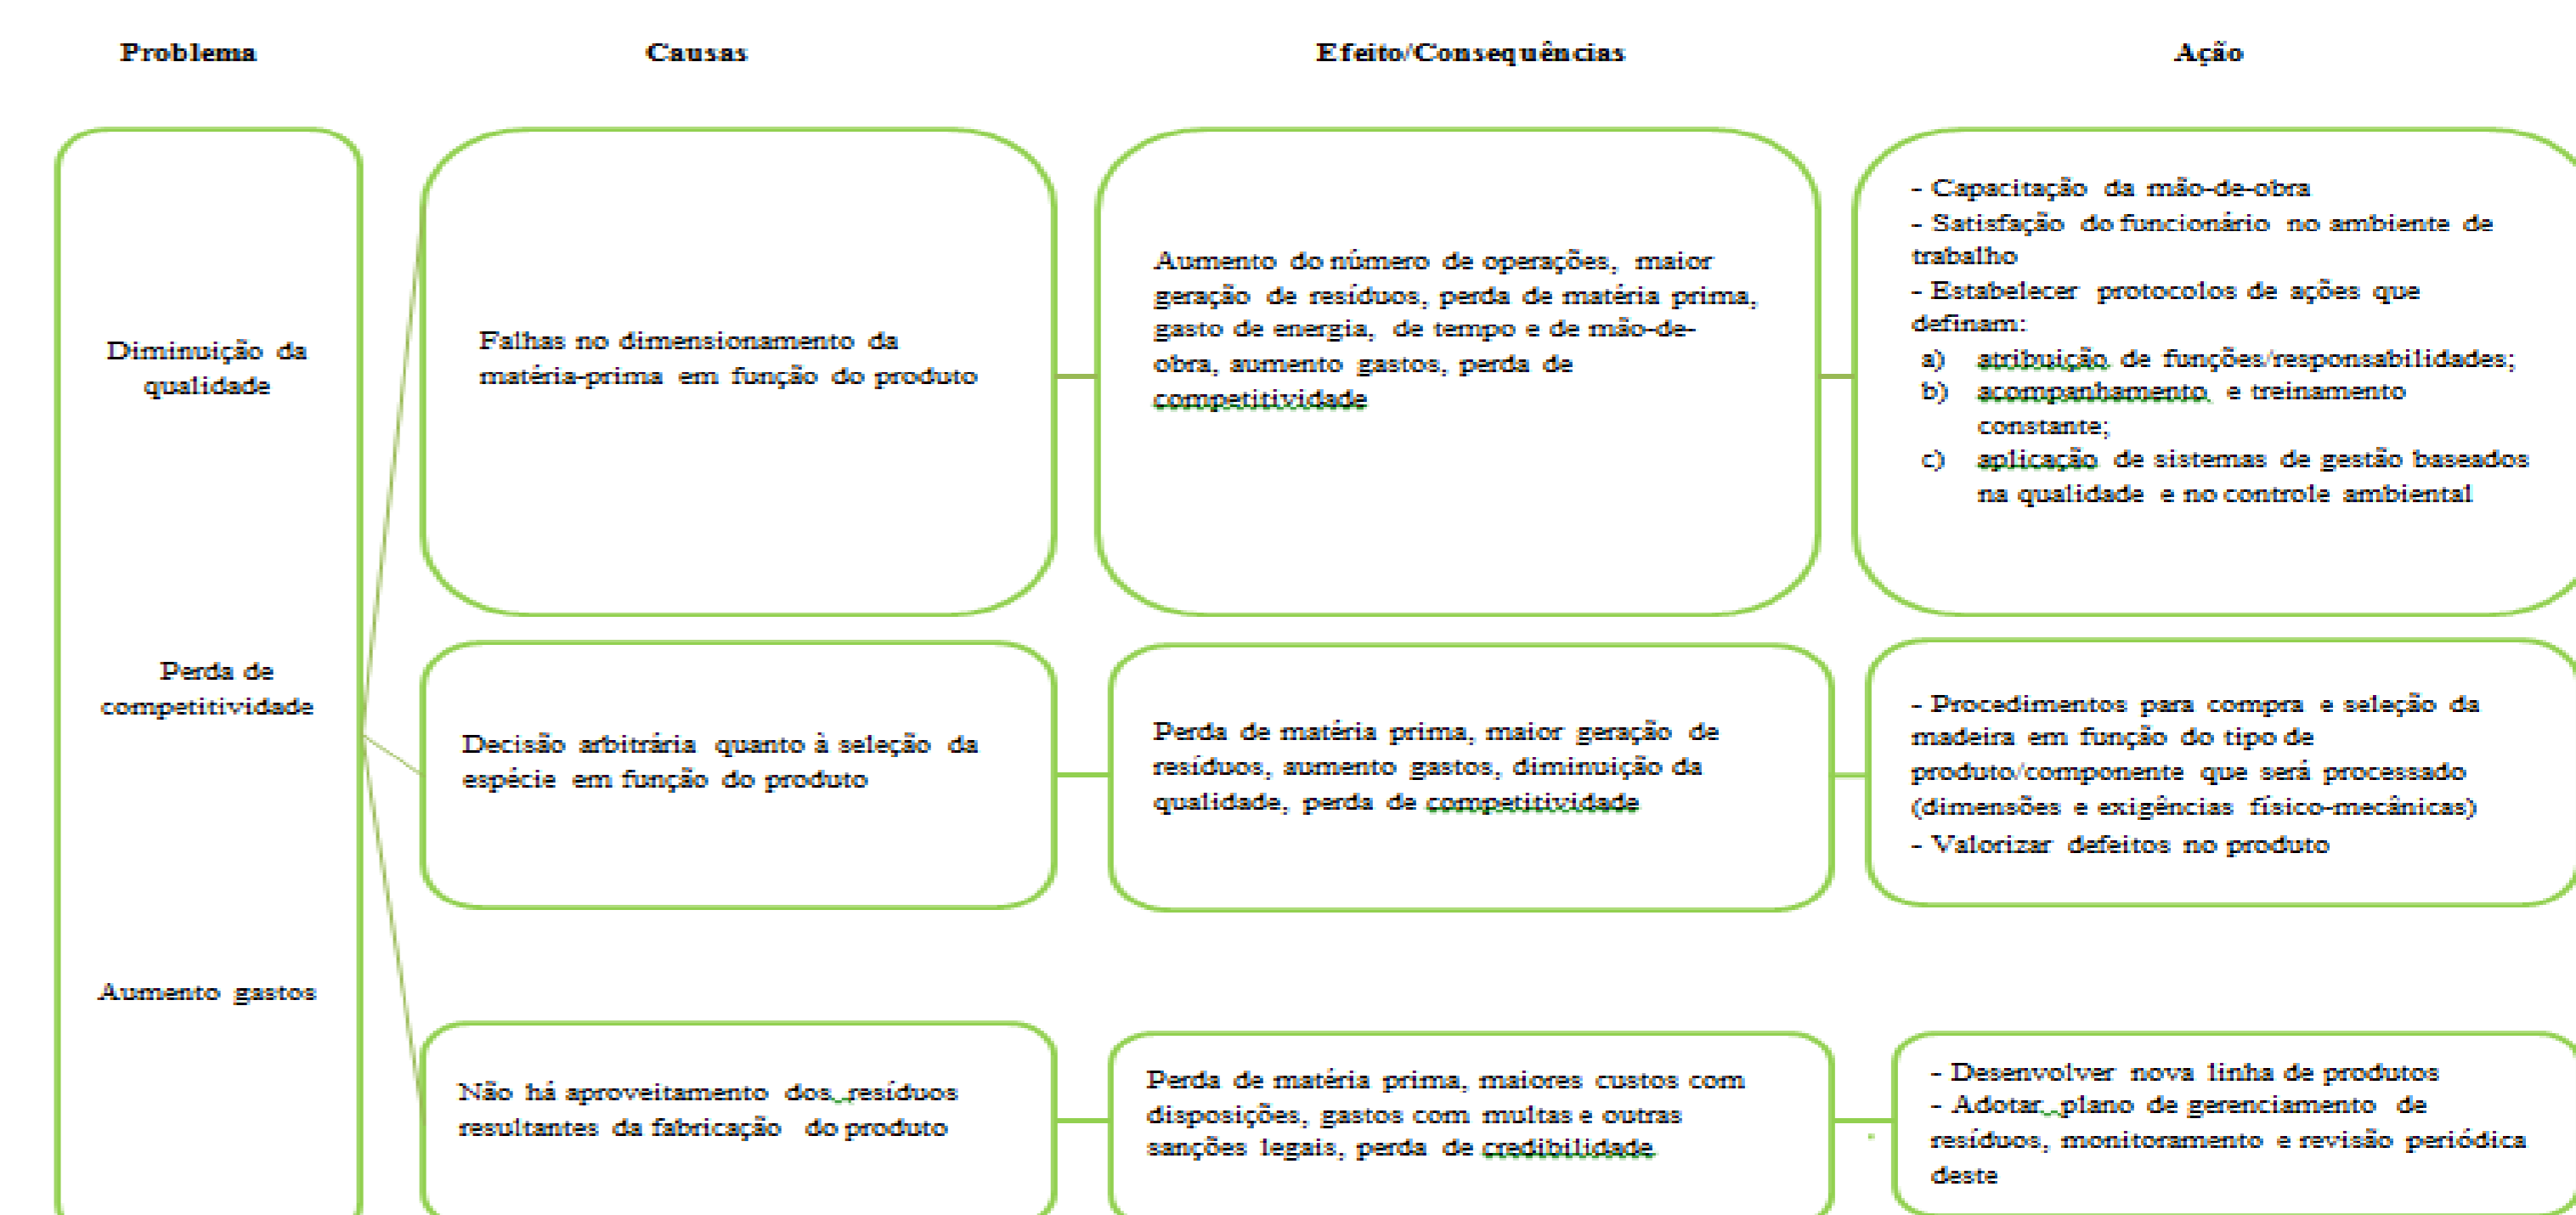 Problema
Causas
Efeito/Consequências
Ação
Diminuição da
qualidade
Perda de
competitividade
Aumento gastos
Falhas no dimensionamento da
matéria-prima em função do produto
Aumento do número de operações, maior
geração de resíduos, perda de matéria prima,
gasto de energia, de tempo e de mão-de-
obra, aumento gastos, perda de
competitividade
- Capacitação da mão-de-obra
- Satisfação do funcionário no ambiente de
trabalho
- Estabelecer protocolos de ações que
definam:
a) atribuição de funções/responsabilidades;
b) acompanhamento e treinamento
constante;
c) aplicação de sistemas de gestão baseados
na qualidade e no controle ambiental
Decisão arbitrária quanto à seleção da
espécie em função do produto
Perda de matéria prima, maior geração de
resíduos, aumento gastos, diminuição da
qualidade, perda de competitividade
- Procedimentos para compra e seleção da
madeira em função do tipo de
produto/componente que será processado
(dimensões e exigências físico-mecânicas)
- Valorizar defeitos no produto
Não há aproveitamento dos resíduos
resultantes da fabricação do produto
Perda de matéria prima, maiores custos com
disposições, gastos com multas e outras
sanções legais, perda de credibilidade
- Desenvolver nova linha de produtos
- Adotar plano de gerenciamento de
resíduos, monitoramento e revisão periódica
deste